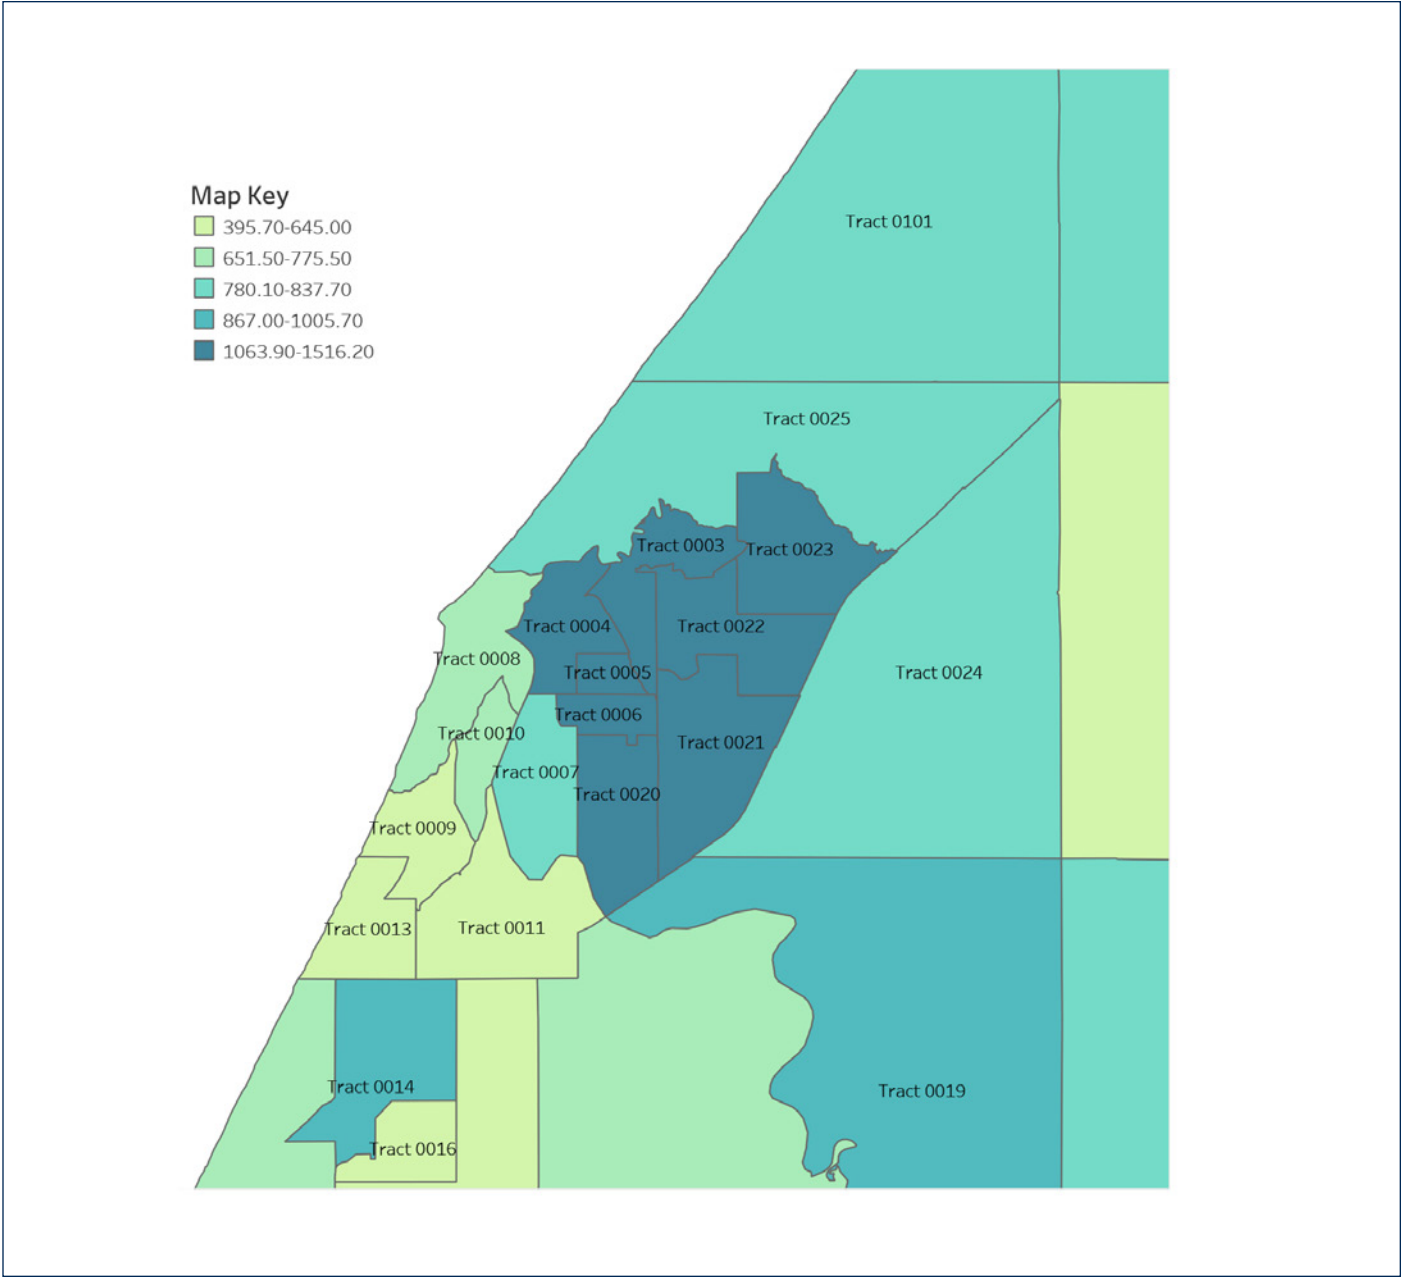 Map Key
395.70-645.00
651.50-775.50
780.10-837.70
867.00-1005.70
1063.90-1516.20
Tract 0101
Tract 0025
Tract 0003
Tract 0023
Tract 0004
Tract 0022
Tract 0008
Tract 0005
Tract 0024
Tract 0006
Tract 0010
Tract 0021
Tract 0007
Tract 0020
Tract 0009
Tract 0013
Tract 0011
Tract 0014
Tract 0019
Tract 0016